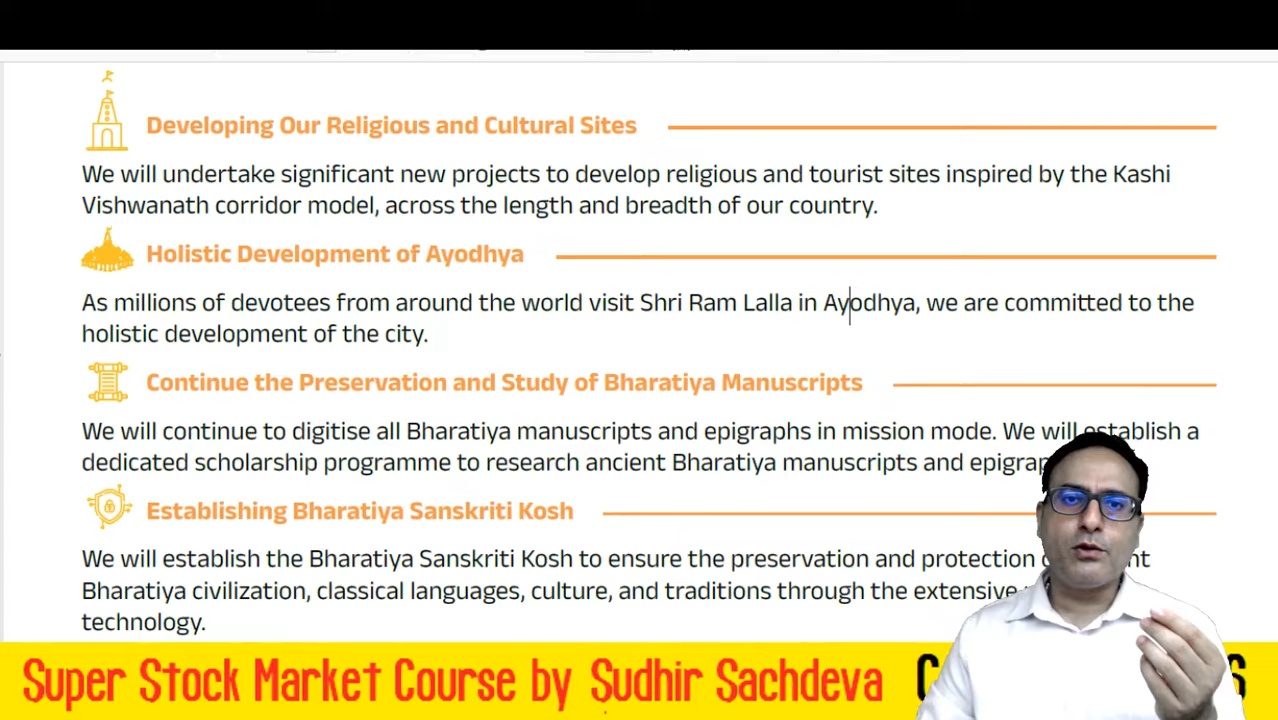 Developing Our Religious and Cultural Sites
We will undertake significant new projects to develop religious and tourist sites inspired by the Kashi
Vishwanath corridor model, across the length and breadth of our country.
Holistic Development of Ayodhya
As millions of devotees from around the world visit Shri Ram Lalla in Ayodhya, we are committed to the
holistic development of the city.
Continue the Preservation and Study of Bharatiya Manuscripts
We will continue to digitise all Bharatiya manuscripts and epigraphs in mission mode. We will establish a
dedicated scholarship programme to research ancient Bharatiya manuscripts and
Establishing Bharatiya Sanskriti Kosh
We will establish the Bharatiya Sanskriti Kosh to ensure the preservation and protection
Bharatiya civilization, classical languages, culture, and traditions through the extensive
technology.
Super Stock Market Course by Sudhir Sachdeva